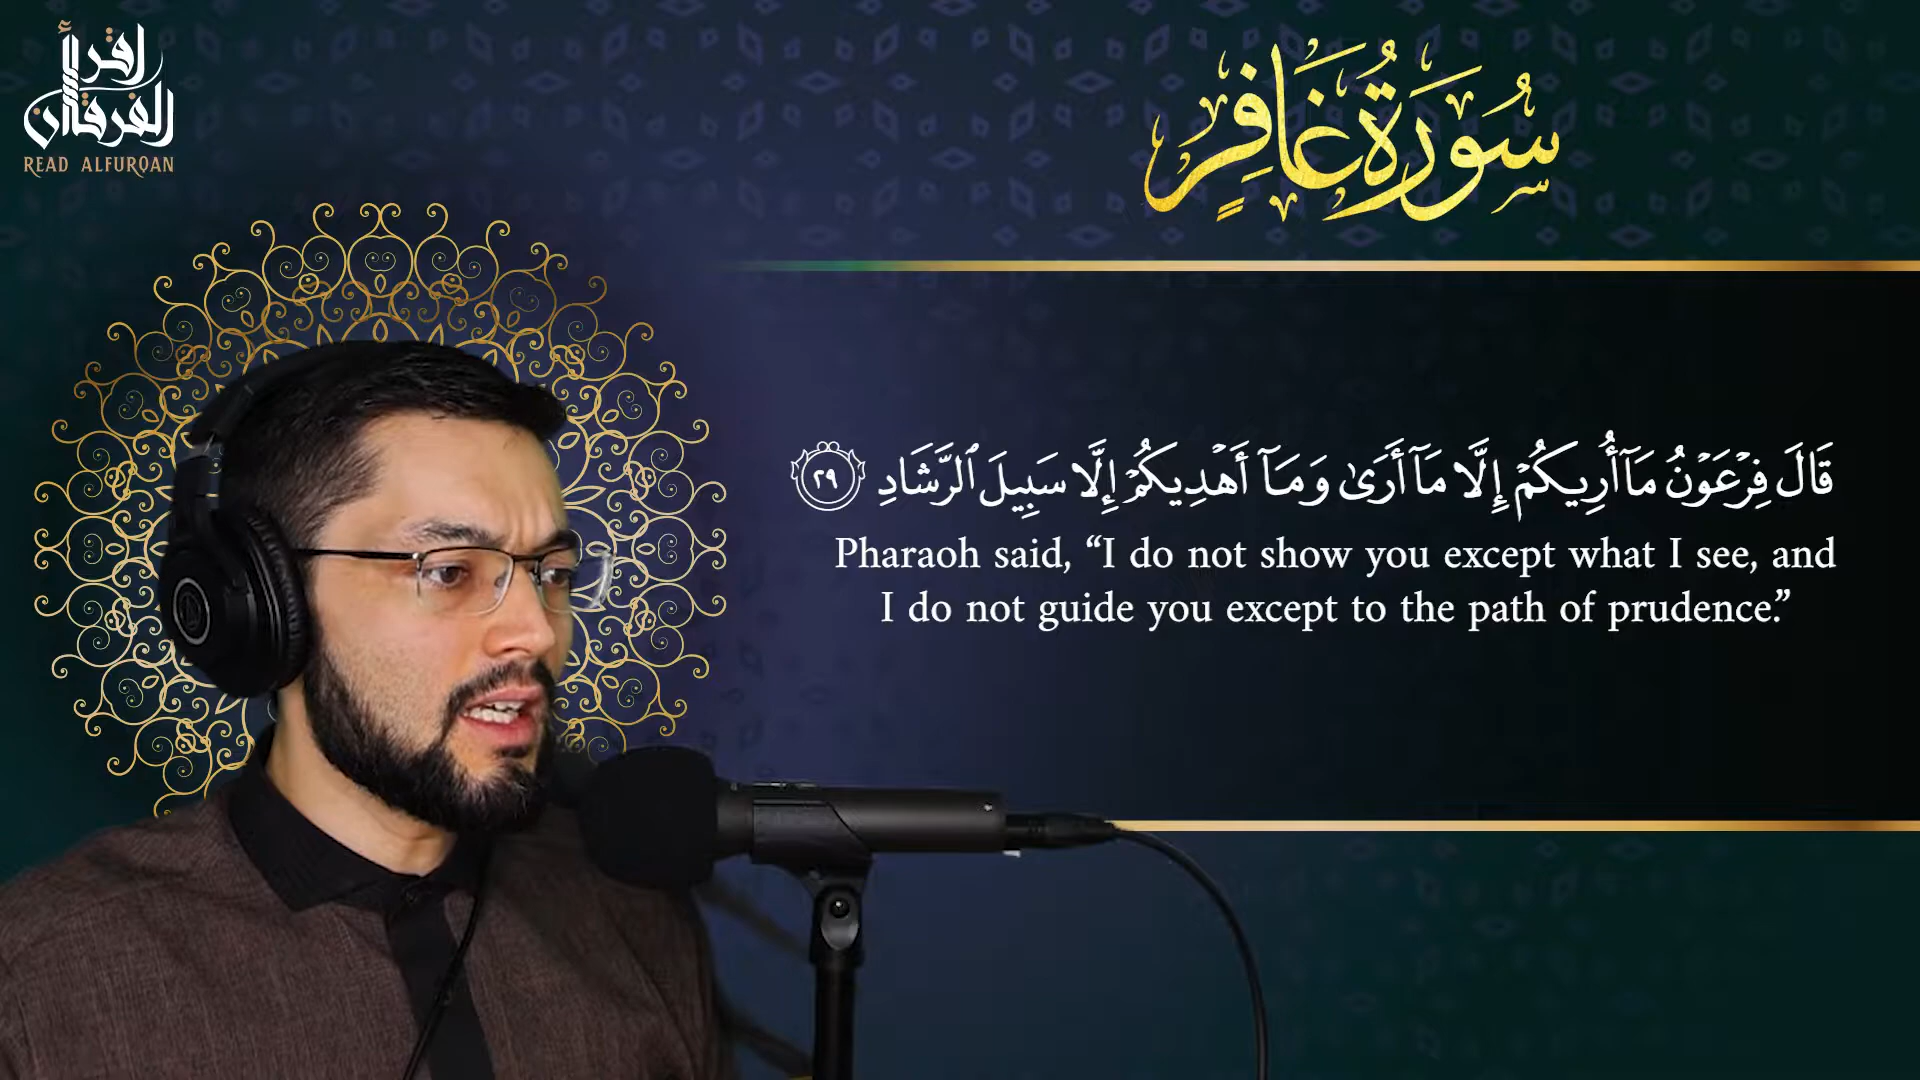 اقرأ
الفرقان
READ ALFURQAN
سُورَةُ غَافِرٍ
قَالَ فِرْعَوْنُ مَآ أُرِيكُمْ إِلَّا مَآ أَرَىٰ وَمَآ أَهْدِيكُمْ إِلَّا سَبِيلَ ٱلرَّشَادِ ٢٩
Pharaoh said, “I do not show you except what I see, and
I do not guide you except to the path of prudence.”